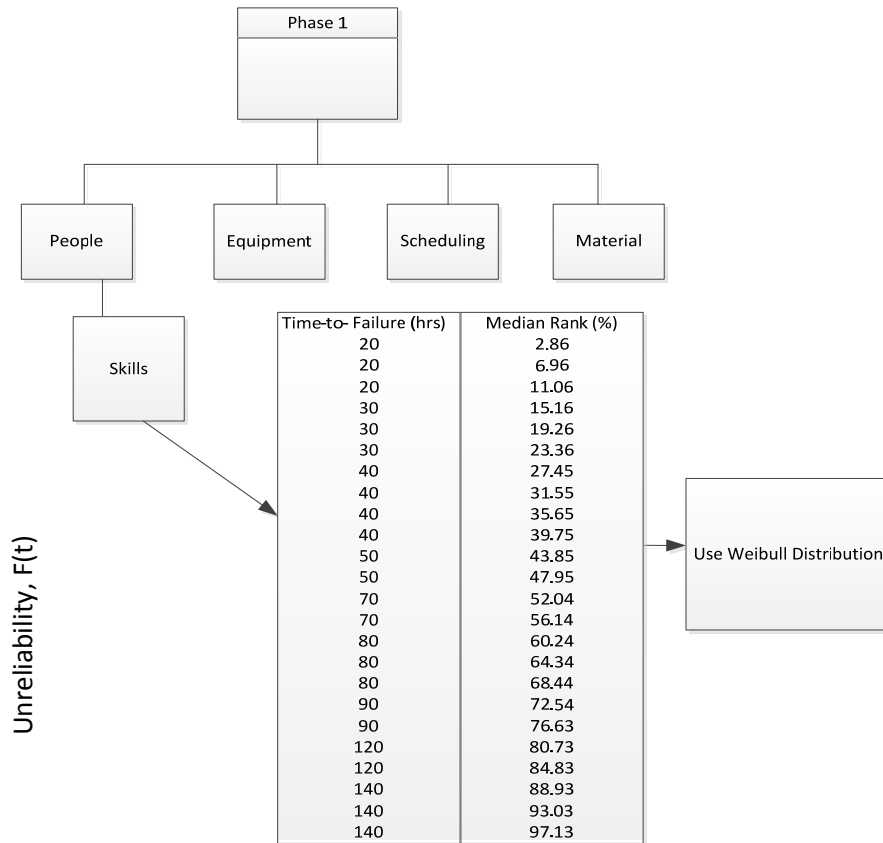 Phase 1
People
Equipment
Scheduling
Material
Skills
Time-to- Failure (hrs) Median Rank (%)
20 2.86
20 6.96
20 11.06
30 15.16
30 19.26
30 23.36
40 27.45
40 31.55
40 35.65
40 39.75
50 43.85
50 47.95
70 52.04
70 56.14
80 60.24
80 64.34
80 68.44
90 72.54
90 76.63
120 80.73
120 84.83
140 88.93
140 93.03
140 97.13
Use Weibull Distribution
Unreliability, F(t)